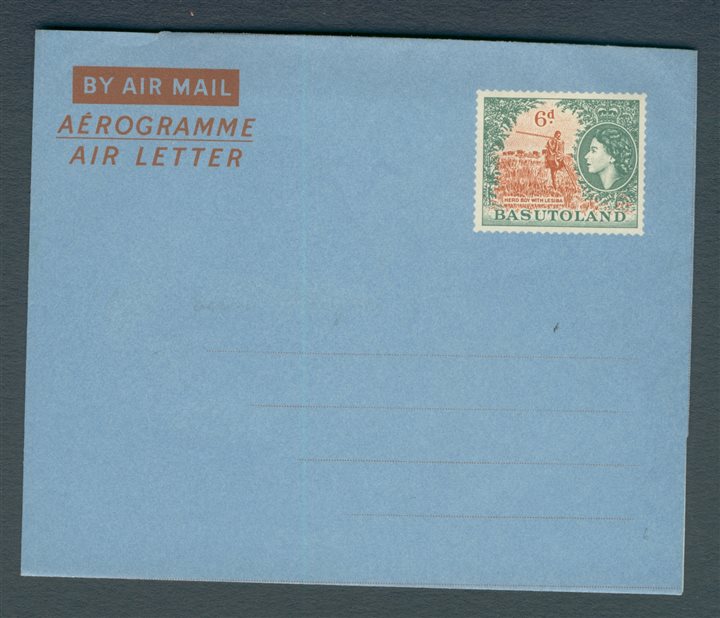 BY AIR MAIL
AÉROGRAMME
AIR LETTER
6d.
HERD BOY WITH LESIBA
BASUTOLAND